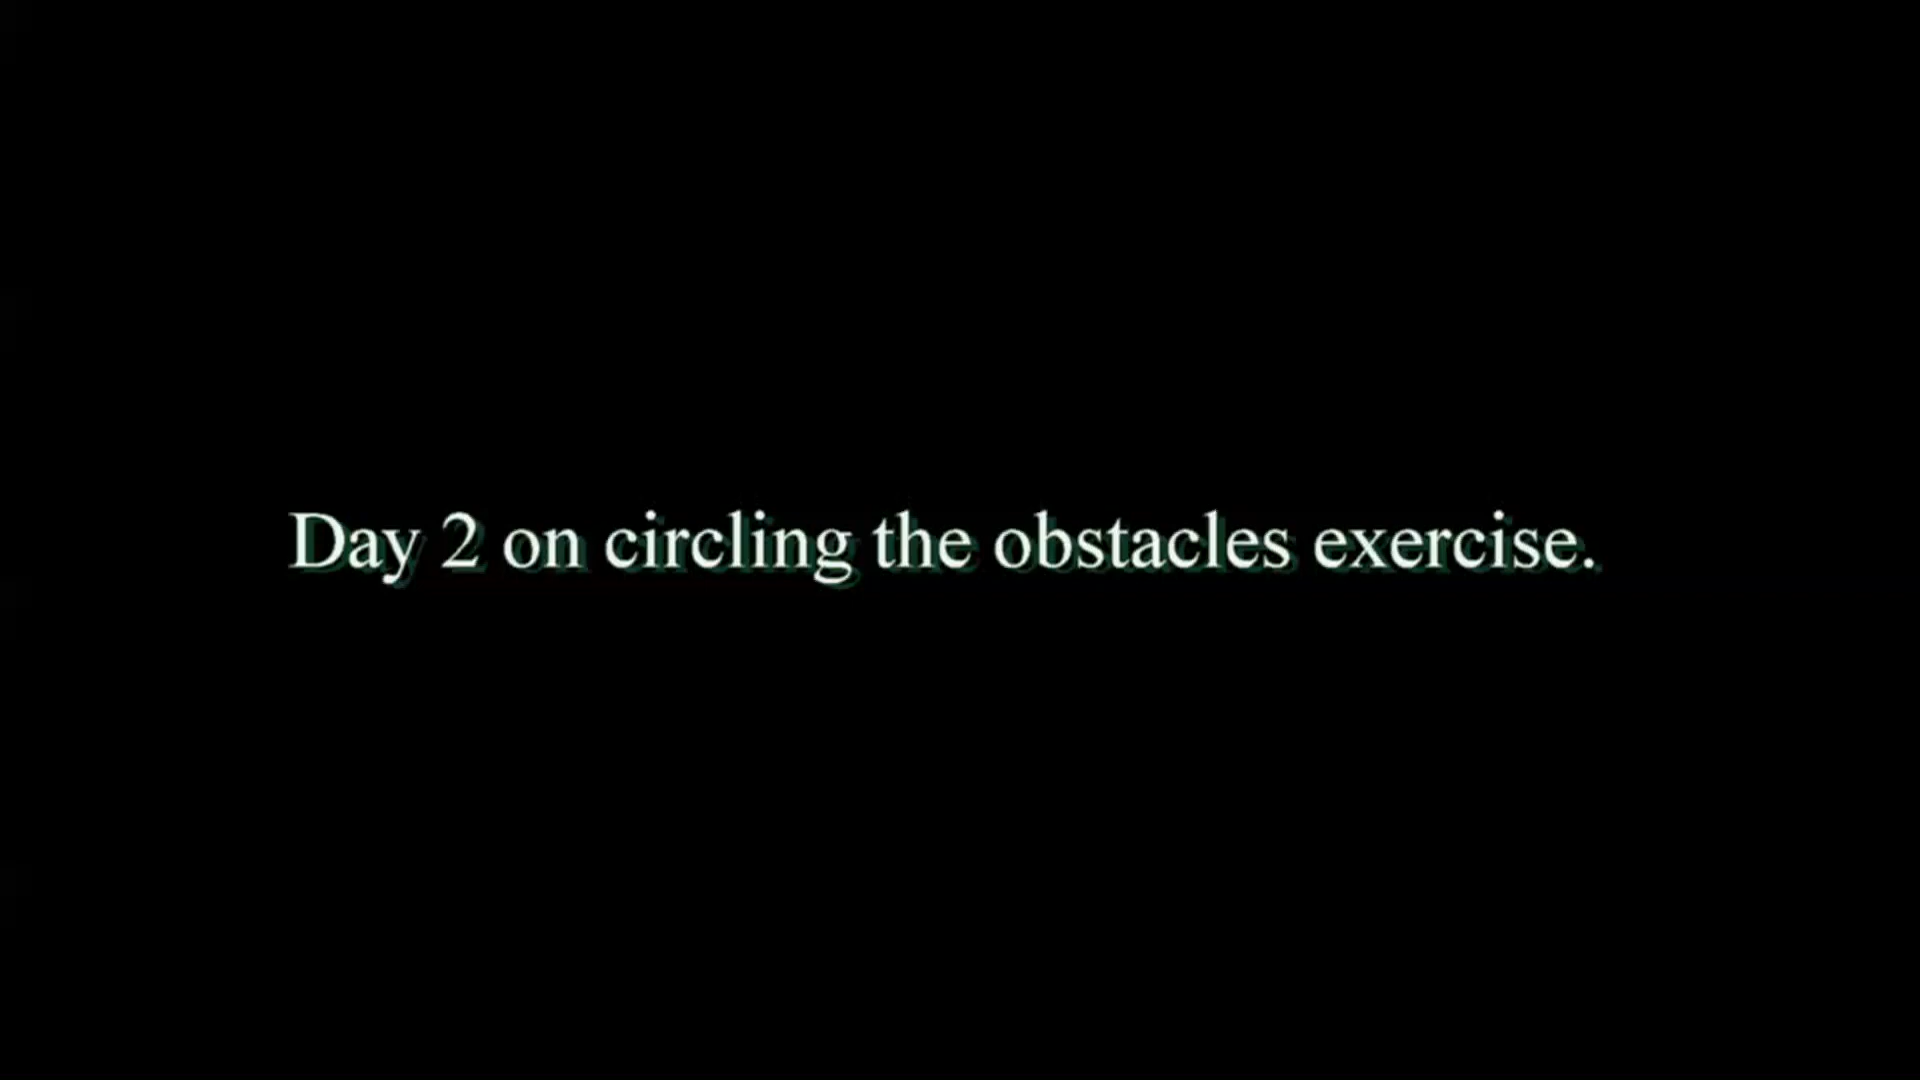 Day 2 on circling the obstacles exercise.